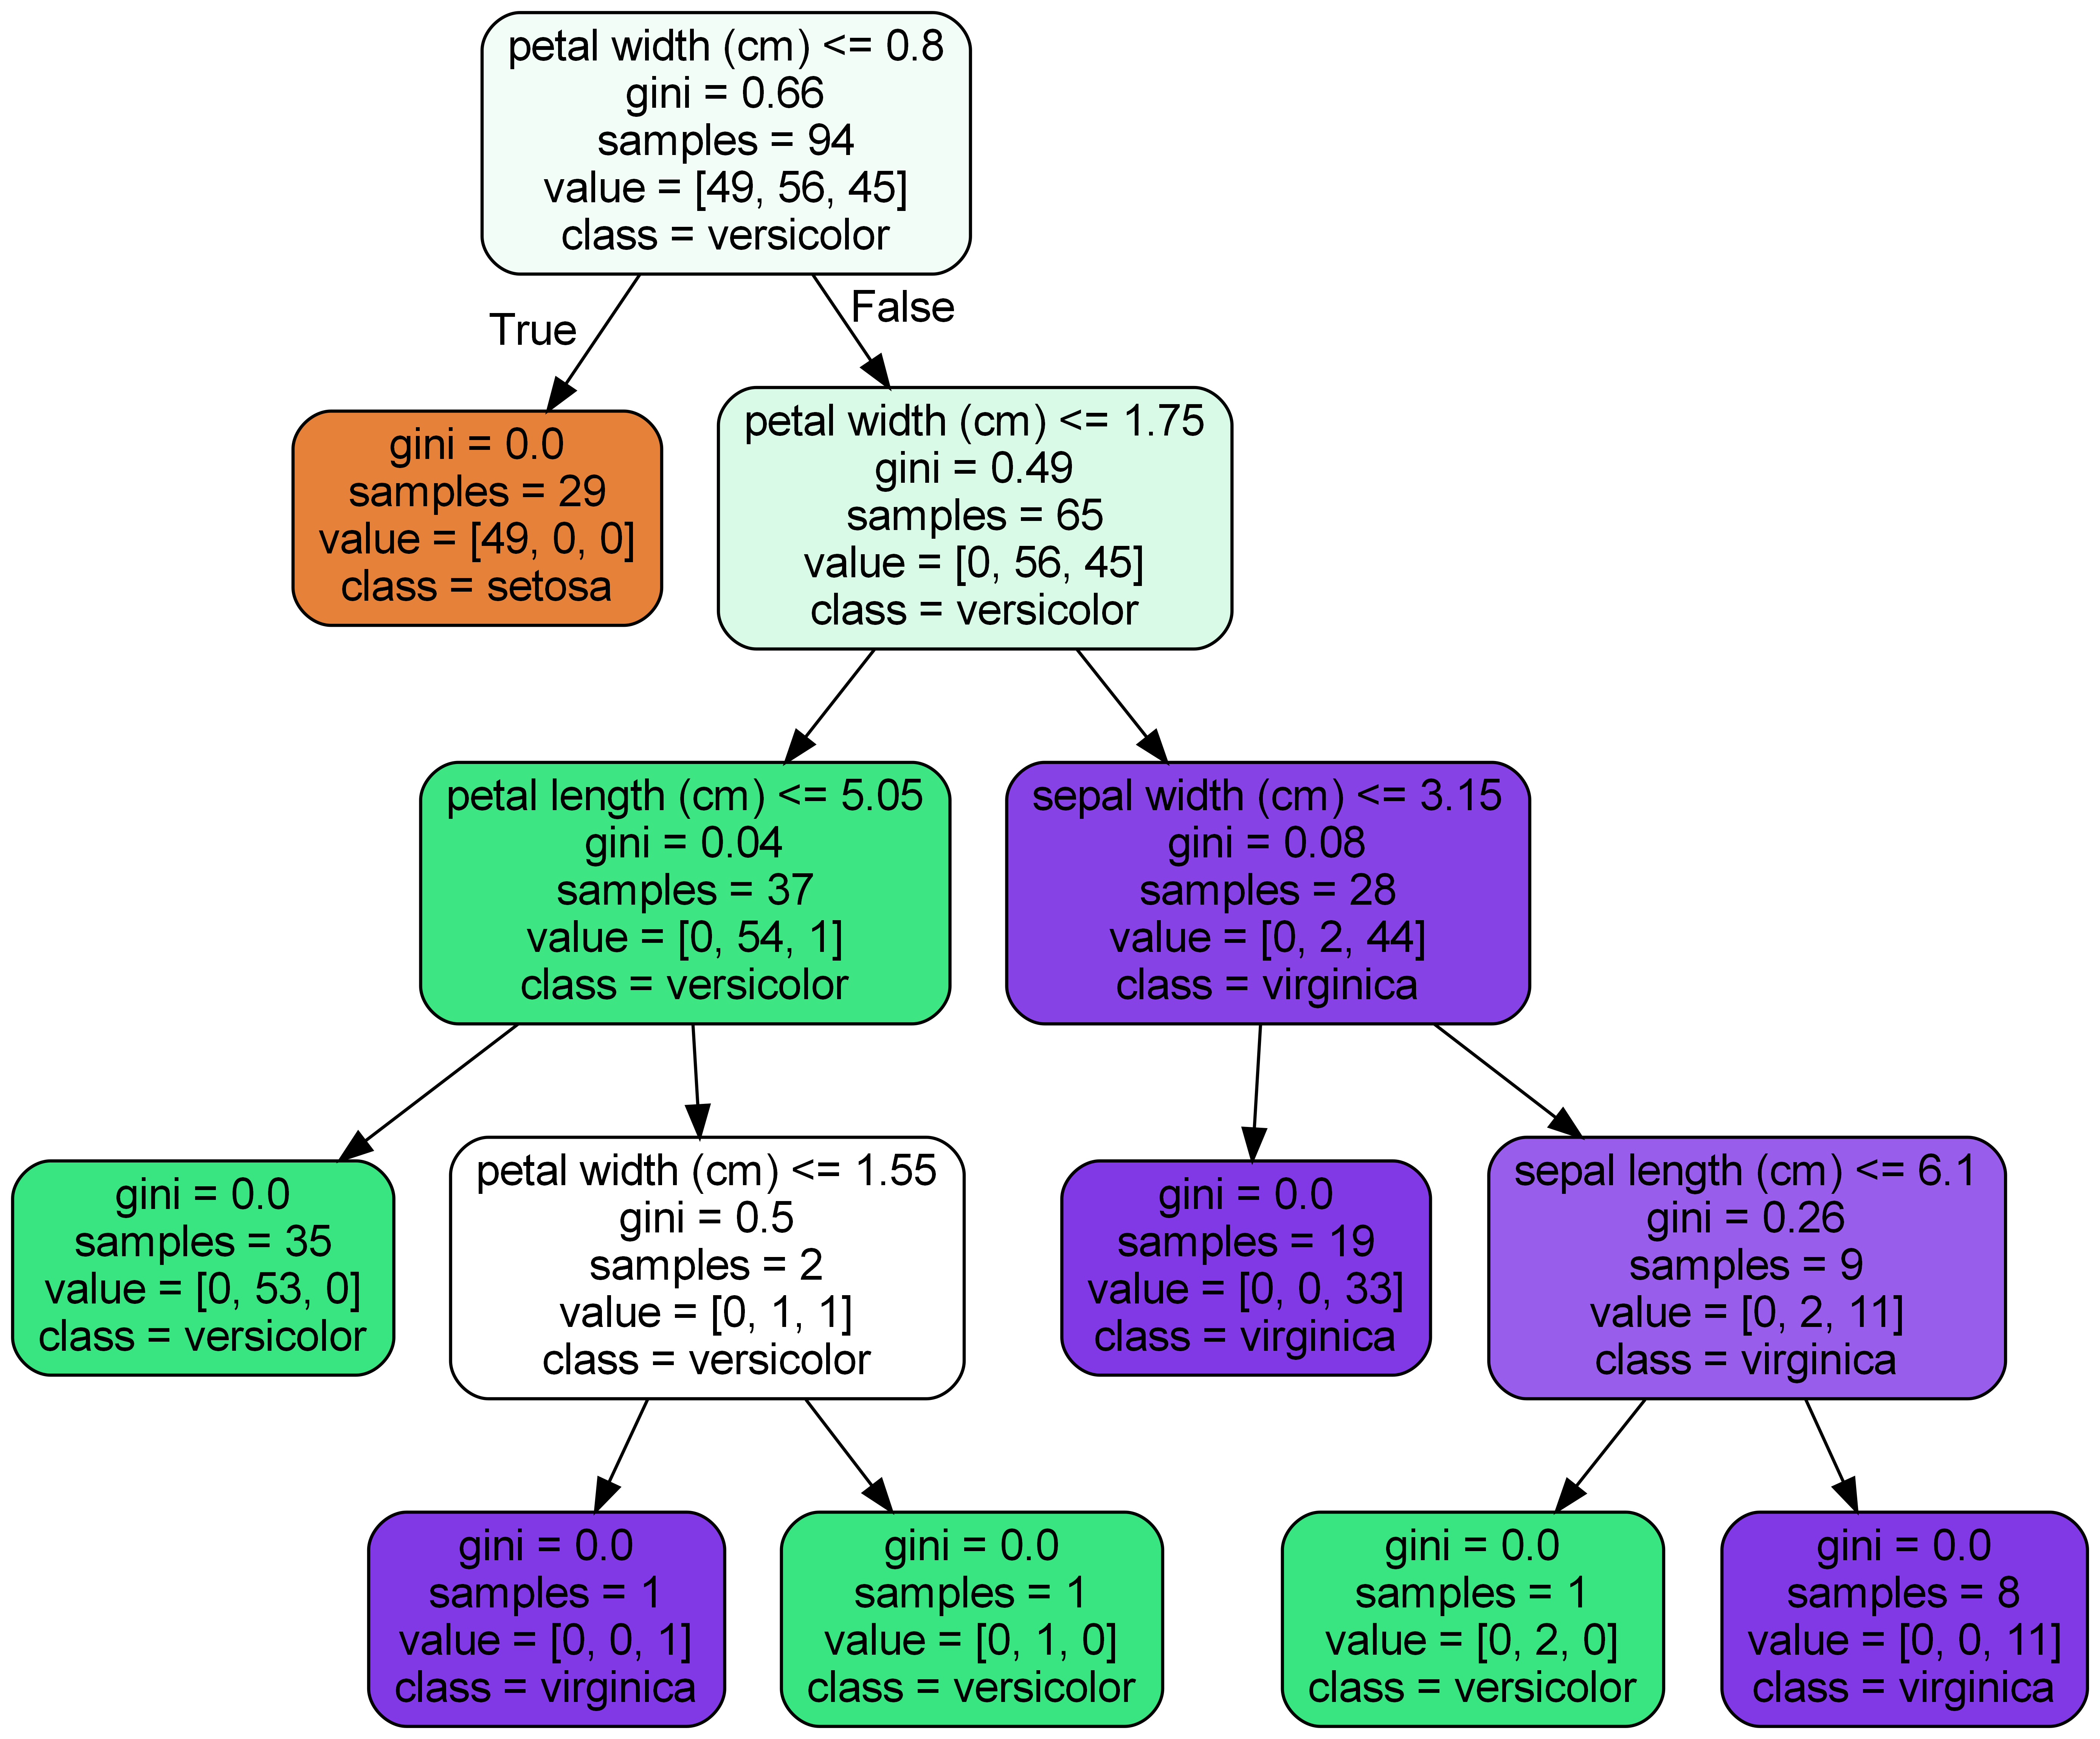 petal width (cm) <= 0.8
gini = 0.66
samples = 94
value = [49, 56, 45]
class = versicolor
True
False
gini = 0.0
samples = 29
value = [49, 0, 0]
class = setosa
petal width (cm) <= 1.75
gini = 0.49
samples = 65
value = [0, 56, 45]
class = versicolor
petal length (cm) <= 5.05
gini = 0.04
samples = 37
value = [0, 54, 1]
class = versicolor
sepal width (cm) <= 3.15
gini = 0.08
samples = 28
value = [0, 2, 44]
class = virginica
gini = 0.0
samples = 35
value = [0, 53, 0]
class = versicolor
petal width (cm) <= 1.55
gini = 0.5
samples = 2
value = [0, 1, 1]
class = versicolor
gini = 0.0
samples = 19
value = [0, 0, 33]
class = virginica
sepal length (cm) <= 6.1
gini = 0.26
samples = 9
value = [0, 2, 11]
class = virginica
gini = 0.0
samples = 1
value = [0, 0, 1]
class = virginica
gini = 0.0
samples = 1
value = [0, 1, 0]
class = versicolor
gini = 0.0
samples = 1
value = [0, 2, 0]
class = versicolor
gini = 0.0
samples = 8
value = [0, 0, 11]
class = virginica